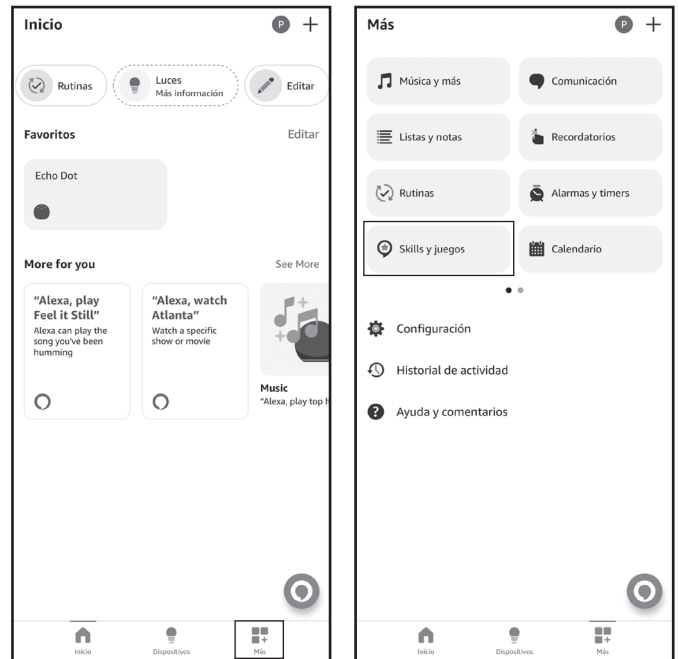 Inicio
P
Rutinas
Luces
Más información
Editar
Favoritos
Editar
Echo Dot
More for you
See More
“Alexa, play
Feel it Still”
Alexa can play the
song you've been
humming
“Alexa, watch
Atlanta”
Watch a specific
show or movie
Music
“Alexa, play top h
Inicio
Dispositivos
Más
Más
P
Música y más
Comunicación
Listas y notas
Recordatorios
Rutinas
Alarmas y timers
Skills y juegos
Calendario
Configuración
Historial de actividad
Ayuda y comentarios
Inicio
Dispositivos
Más